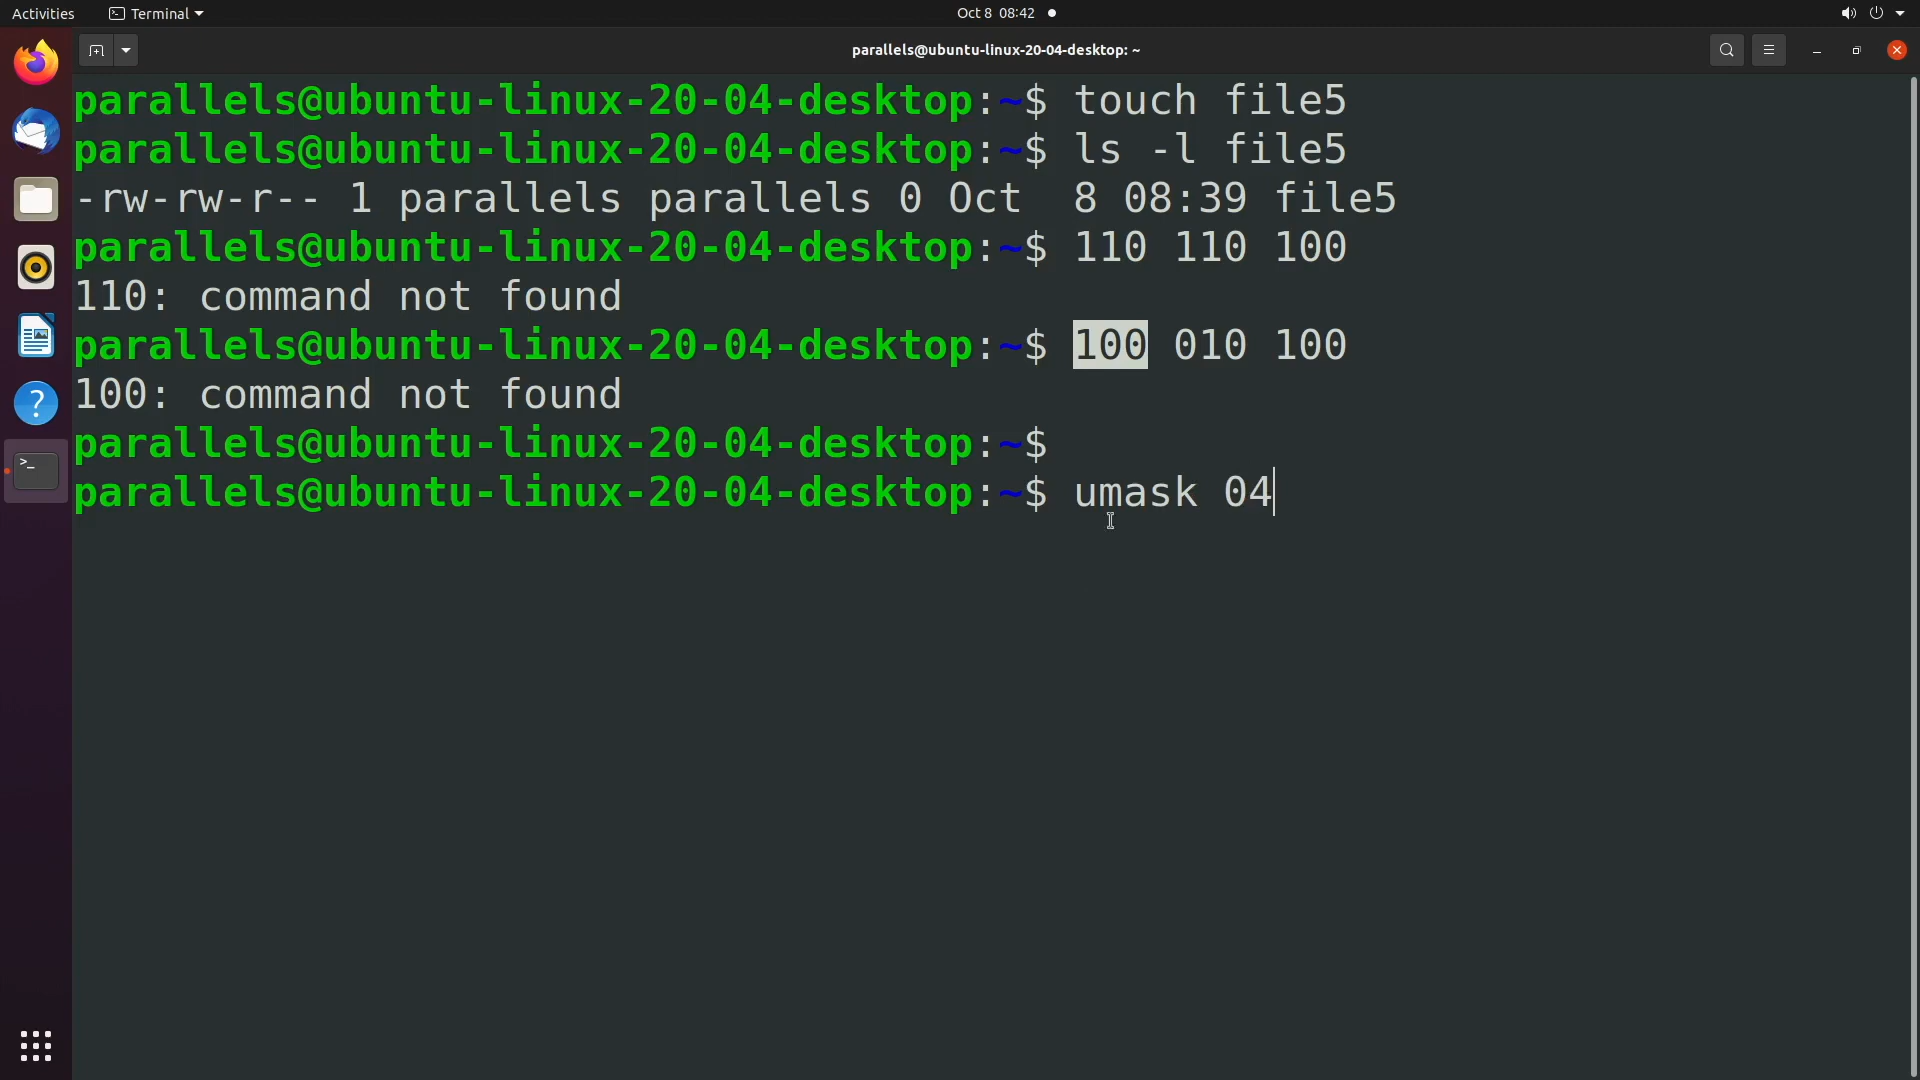 Activities Terminal Oct 8 08:42
parallels@ubuntu-linux-20-04-desktop: ~
parallels@ubuntu-linux-20-04-desktop:~$ touch file5
parallels@ubuntu-linux-20-04-desktop:~$ ls -l file5
-rw-rw-r-- 1 parallels parallels 0 Oct  8 08:39 file5
parallels@ubuntu-linux-20-04-desktop:~$ 110 110 100
110: command not found
parallels@ubuntu-linux-20-04-desktop:~$ 100 010 100
100: command not found
parallels@ubuntu-linux-20-04-desktop:~$
parallels@ubuntu-linux-20-04-desktop:~$ umask 04